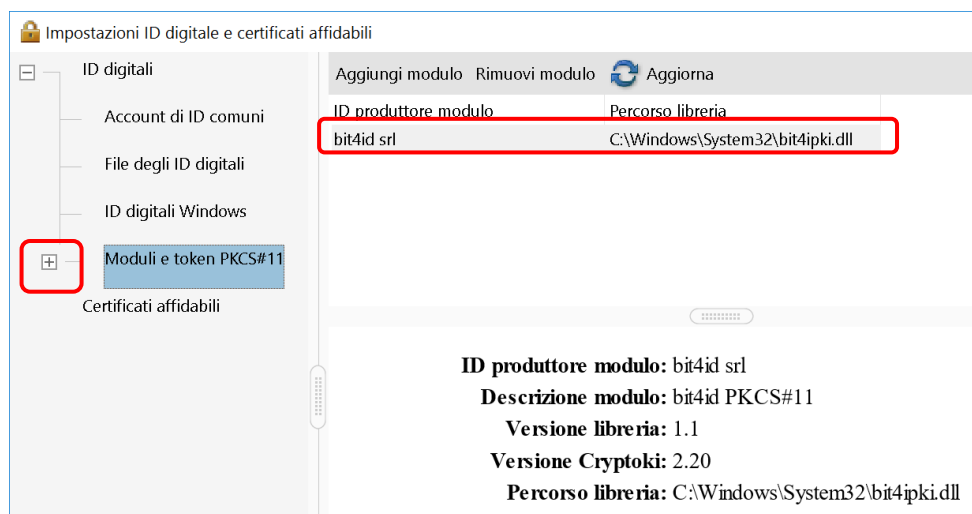 Impostazioni ID digitale e certificati affidabili
ID digitali
Account di ID comuni
File degli ID digitali
ID digitali Windows
Moduli e token PKCS#11
Certificati affidabili
Aggiungi modulo Rimuovi modulo Aggiorna
ID produttore modulo Percorso libreria
bit4id srl C:\Windows\System32\bit4ipki.dll
ID produttore modulo: bit4id srl
Descrizione modulo: bit4id PKCS#11
Versione libreria: 1.1
Versione Cryptoki: 2.20
Percorso libreria: C:\Windows\System32\bit4ipki.dll